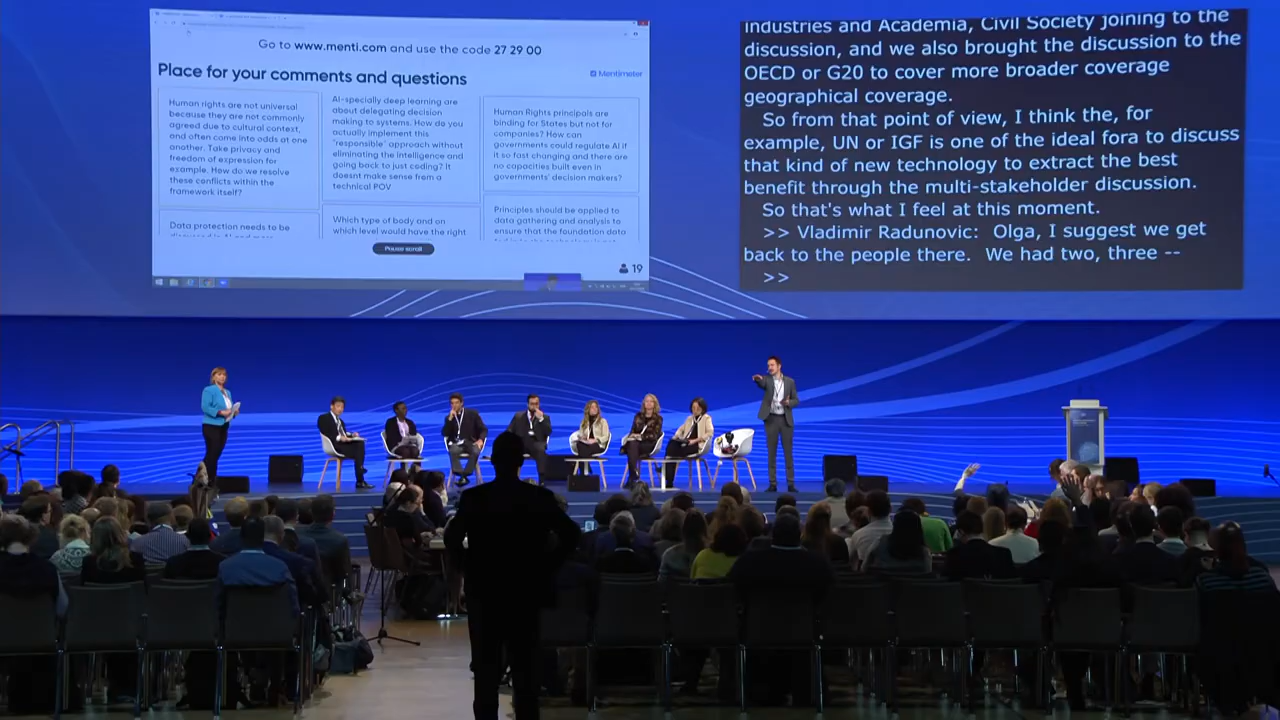 Go to www.menti.com and use the code 27 29 00
Place for your comments and questions
Mentimeter
Human rights are not universal
because they are not commonly
agreed due to cultural context,
and often come into odds at one
another. Take privacy and
freedom of expression for
example. How do we resolve
these conflicts within the
framework itself?
Data protection needs to be
AI-specially deep learning are
about delegating decision
making to systems. How do you
actually implement this
"responsible" approach without
eliminating the intelligence and
going back to just coding? It
doesnt make sense from a
technical POV
Which type of body and on
which level would have the right
Human Rights principals are
binding for States but not for
companies? How can
governments could regulate AI if
it so fast changing and there are
no capacities built even in
governments' decision makers?
Principles should be applied to
data gathering and analysis to
ensure that the foundation data
Pause scroll
19
Industries and Academia, Civil Society joining to the
discussion, and we also brought the discussion to the
OECD or G20 to cover more broader coverage
geographical coverage.
So from that point of view, I think the, for
example, UN or IGF is one of the ideal fora to discuss
that kind of new technology to extract the best
benefit through the multi-stakeholder discussion.
So that's what I feel at this moment.
>> Vladimir Radunovic: Olga, I suggest we get
back to the people there. We had two, three --
>>